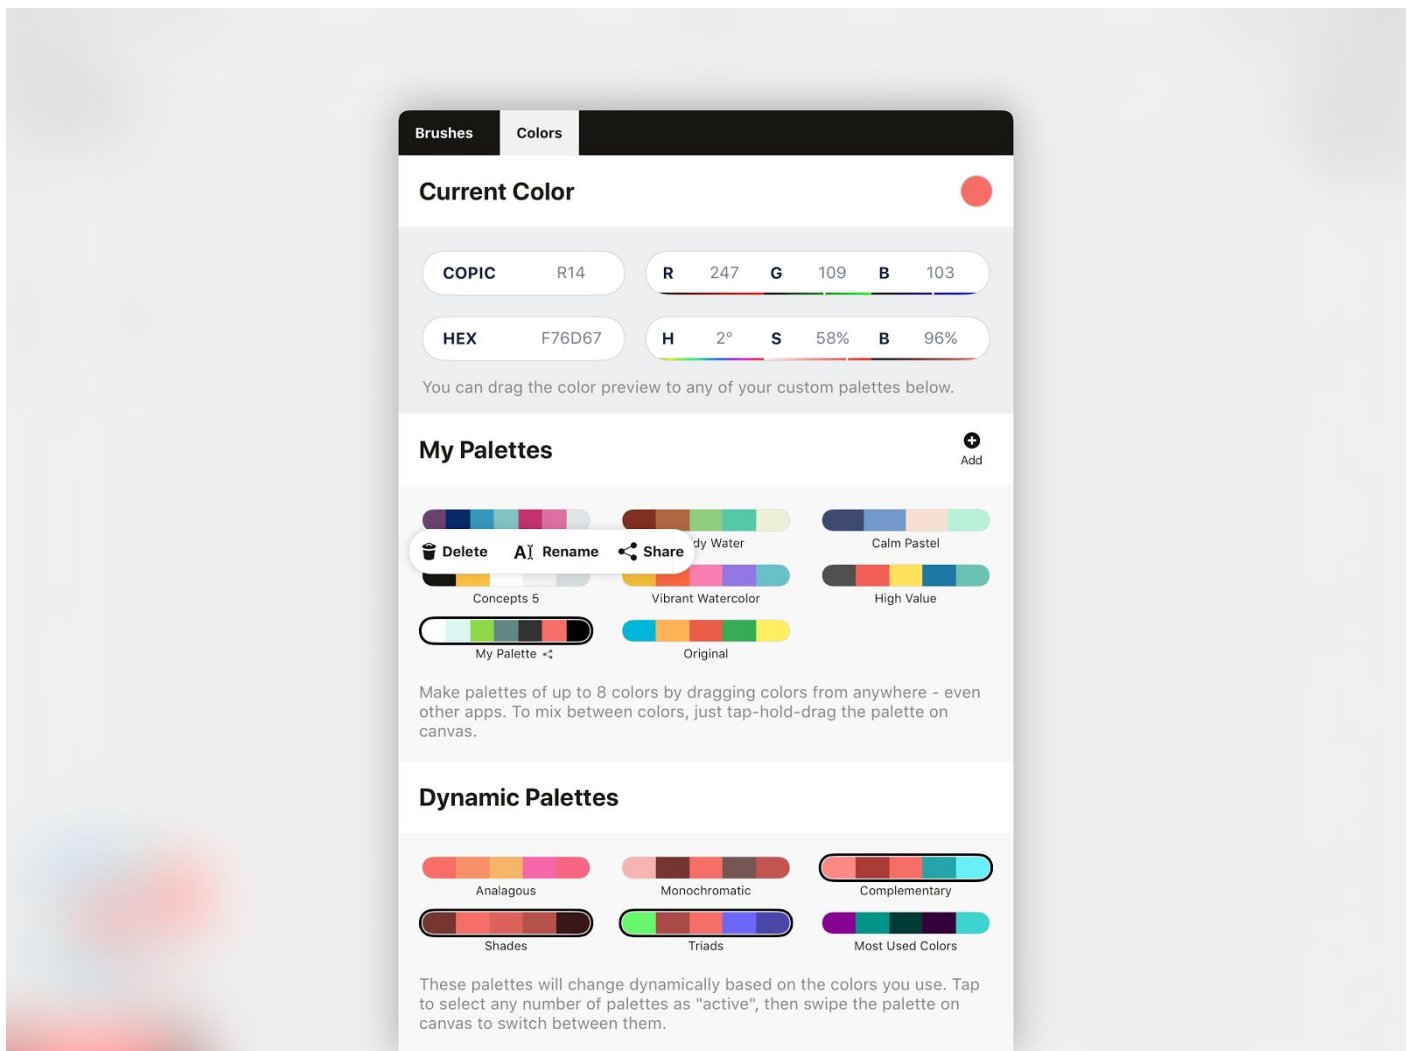 Brushes
Colors
Current Color
COPIC R14
R 247 G 109 B 103
HEX F76D67
H 2° S 58% B 96%
You can drag the color preview to any of your custom palettes below.
My Palettes
Add
Delete
Rename
Share
Water
Calm Pastel
Concepts 5
Vibrant Watercolor
High Value
My Palette
Original
Make palettes of up to 8 colors by dragging colors from anywhere - even
other apps. To mix between colors, just tap-hold-drag the palette on
canvas.
Dynamic Palettes
Analagous
Monochromatic
Complementary
Shades
Triads
Most Used Colors
These palettes will change dynamically based on the colors you use. Tap
to select any number of palettes as "active", then swipe the palette on
canvas to switch between them.